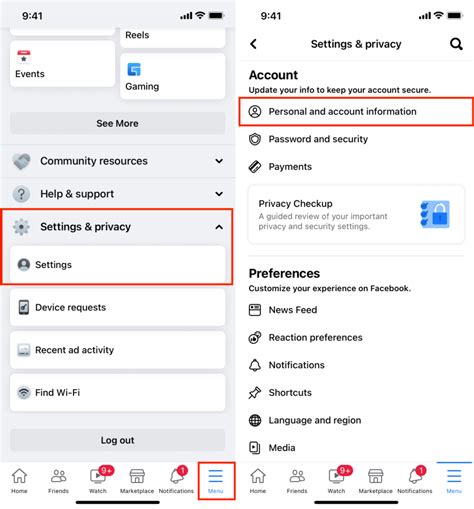 9:41
Reels
Events
Gaming
See More
Community resources
Help & support
Settings & privacy
Settings
Device requests
Recent ad activity
Find Wi-Fi
Log out
9+
1
Home Friends Watch Marketplace Notifications Menu
9:41
Settings & privacy
Account
Update your info to keep your account secure.
Personal and account information
Password and security
Payments
Privacy Checkup
A guided review of your important
privacy and security settings.
Preferences
Customize your experience on Facebook.
News Feed
Reaction preferences
Notifications
Shortcuts
Language and region
Media
9+
1
Home Friends Watch Marketplace Notifications Menu